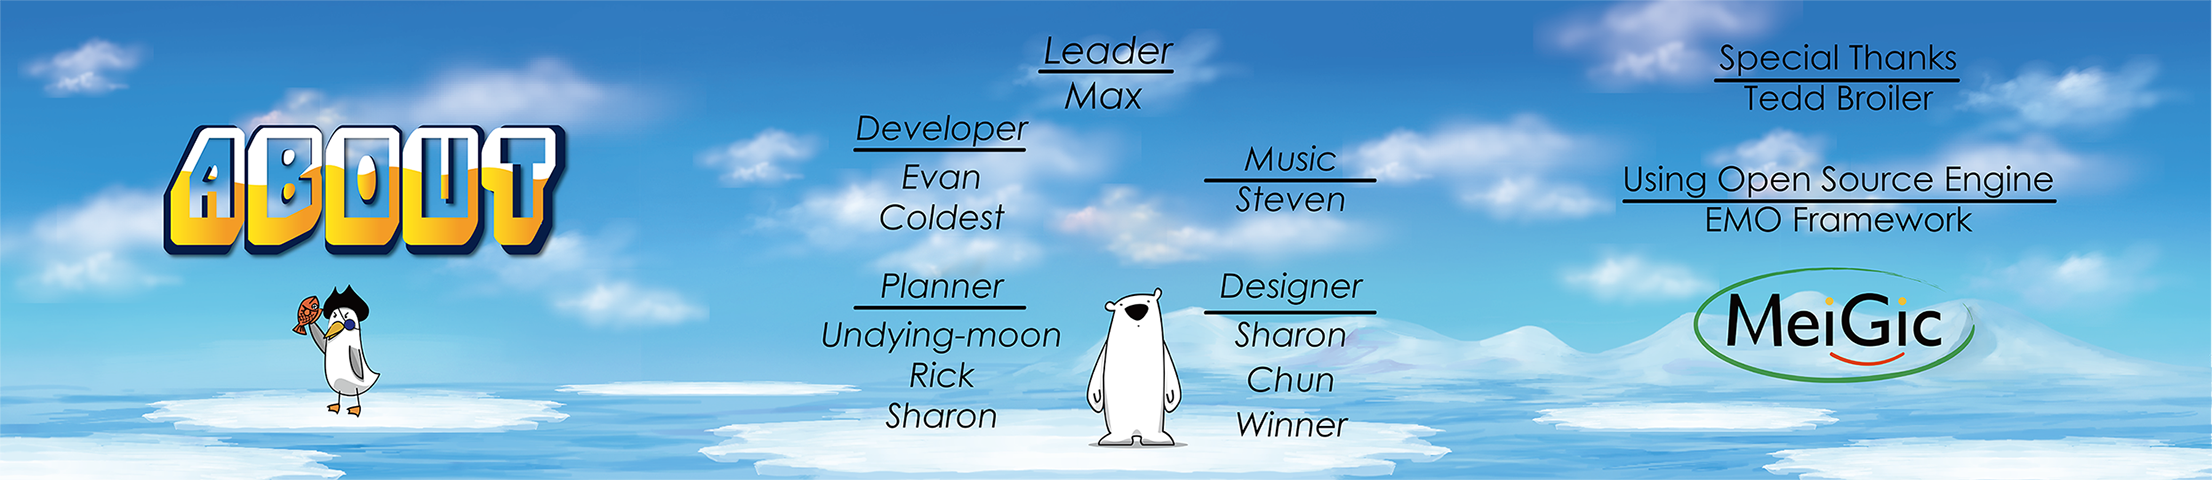 ABOUT
Leader
Max
Developer
Evan
Coldest
Music
Steven
Planner
Undying-moon
Rick
Sharon
Designer
Sharon
Chun
Winner
Special Thanks
Tedd Broiler
Using Open Source Engine
EMO Framework
MeiGic